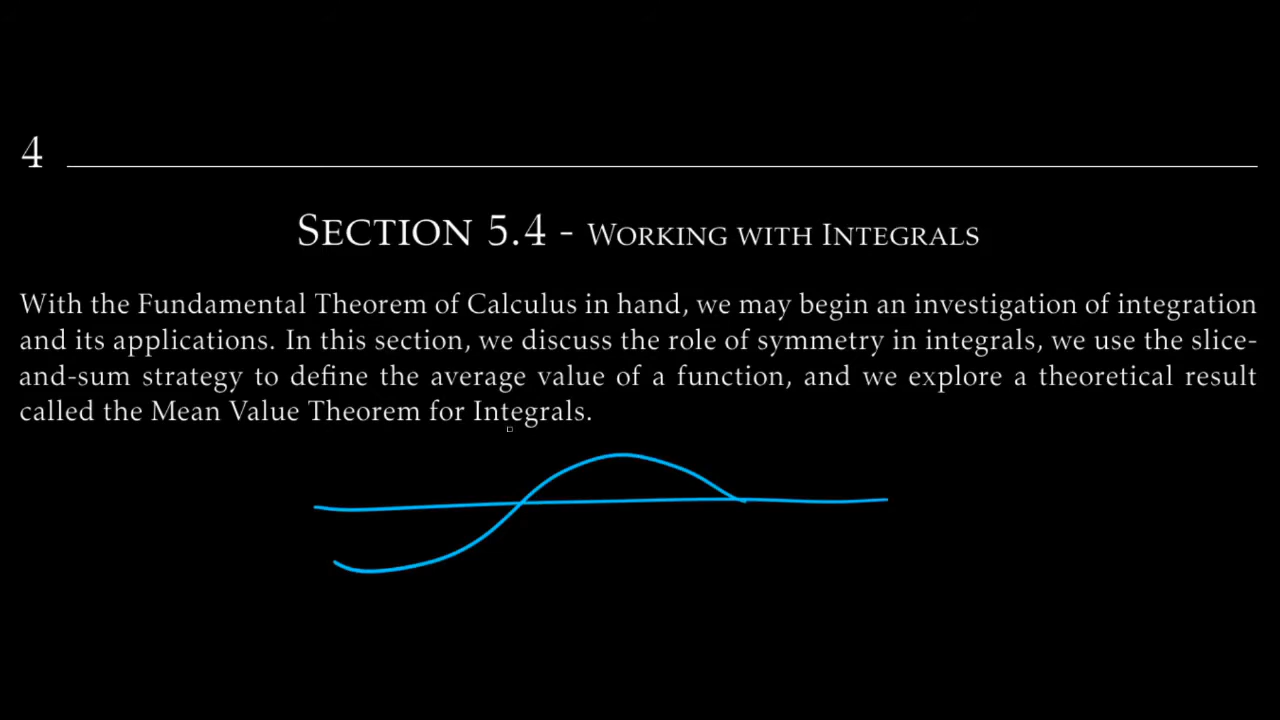 4
SECTION 5.4 - WORKING WITH INTEGRALS
With the Fundamental Theorem of Calculus in hand, we may begin an investigation of integration
and its applications. In this section, we discuss the role of symmetry in integrals, we use the slice-
and-sum strategy to define the average value of a function, and we explore a theoretical result
called the Mean Value Theorem for Integrals.